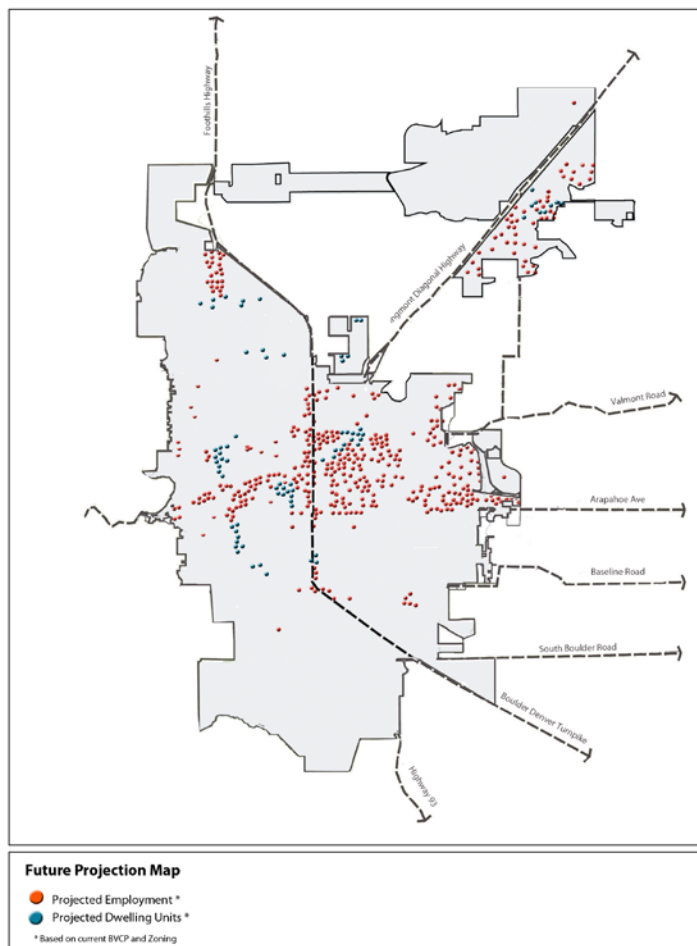 Foothills Highway
ngmont Diagonal Highway
Valmont Road
Arapahoe Ave
Baseline Road
South Boulder Road
Boulder Denver Turnpike
Highway 93
Future Projection Map
Projected Employment *
Projected Dwelling Units *
* Based on current BVCP and Zoning